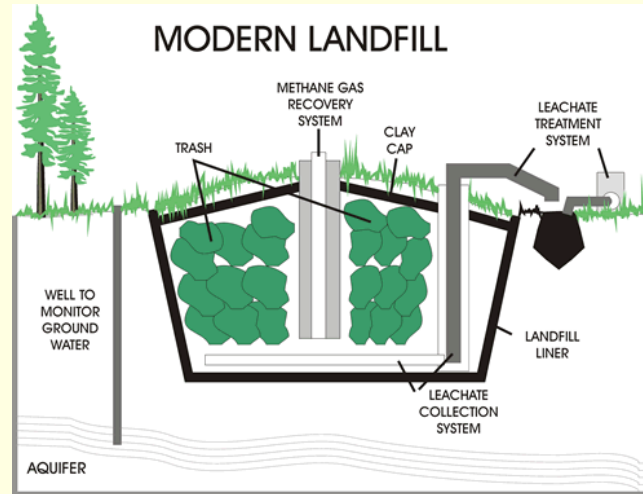 MODERN LANDFILL
METHANE GAS
RECOVERY
SYSTEM
LEACHATE
TREATMENT
SYSTEM
TRASH
CLAY
CAP
WELL TO
MONITOR
GROUND
WATER
LANDFILL
LINER
LEACHATE
COLLECTION
SYSTEM
AQUIFER